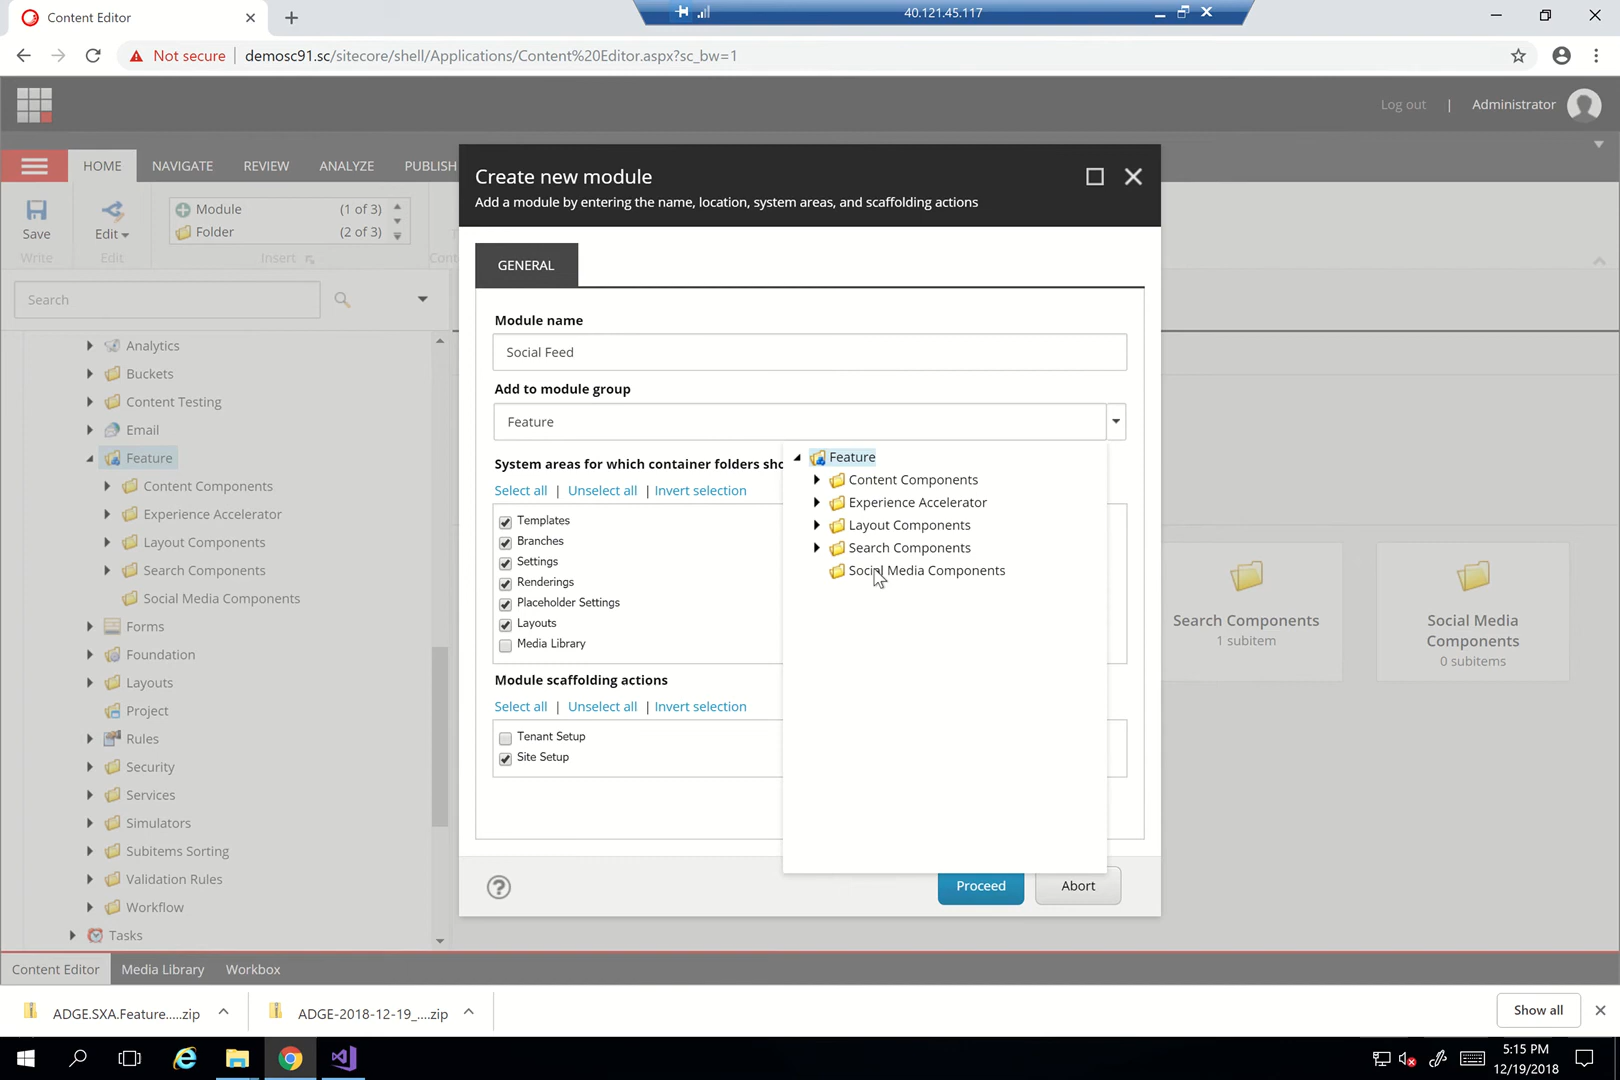 Content Editor
40.121.45.117
Not secure
demosc91.sc/sitecore/shell/Applications/Content%20Editor.aspx?sc_bw=1
Log out | Administrator
HOME NAVIGATE REVIEW ANALYZE PUBLISH
Save
Write
Edit
Edit
Module (1 of 3)
Folder (2 of 3)
Insert
Cont
Search
Analytics
Buckets
Content Testing
Email
Feature
Content Components
Experience Accelerator
Layout Components
Search Components
Social Media Components
Forms
Foundation
Layouts
Project
Rules
Security
Services
Simulators
Subitems Sorting
Validation Rules
Workflow
Tasks
Create new module
Add a module by entering the name, location, system areas, and scaffolding actions
GENERAL
Module name
Social Feed
Add to module group
Feature
System areas for which container folders sho
Select all | Unselect all | Invert selection
Templates
Branches
Settings
Renderings
Placeholder Settings
Layouts
Media Library
Module scaffolding actions
Select all | Unselect all | Invert selection
Tenant Setup
Site Setup
Feature
Content Components
Experience Accelerator
Layout Components
Search Components
Social Media Components
Proceed
Abort
Search Components
1 subitem
Social Media
Components
0 subitems
Content Editor Media Library Workbox
ADGE.SXA.Feature.....zip
ADGE-2018-12-19_....zip
Show all
5:15 PM
12/19/2018